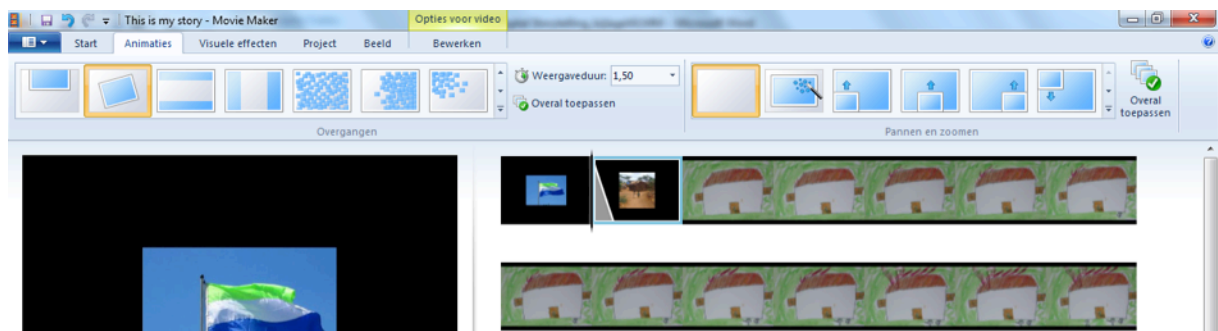 This is my story - Movie Maker
Opties voor video
Start Animaties Visuele effecten Project Beeld Bewerken
Weergaveduur: 1,50
Overal toepassen
Overal toepassen
Overgangen
Pannen en zoomen